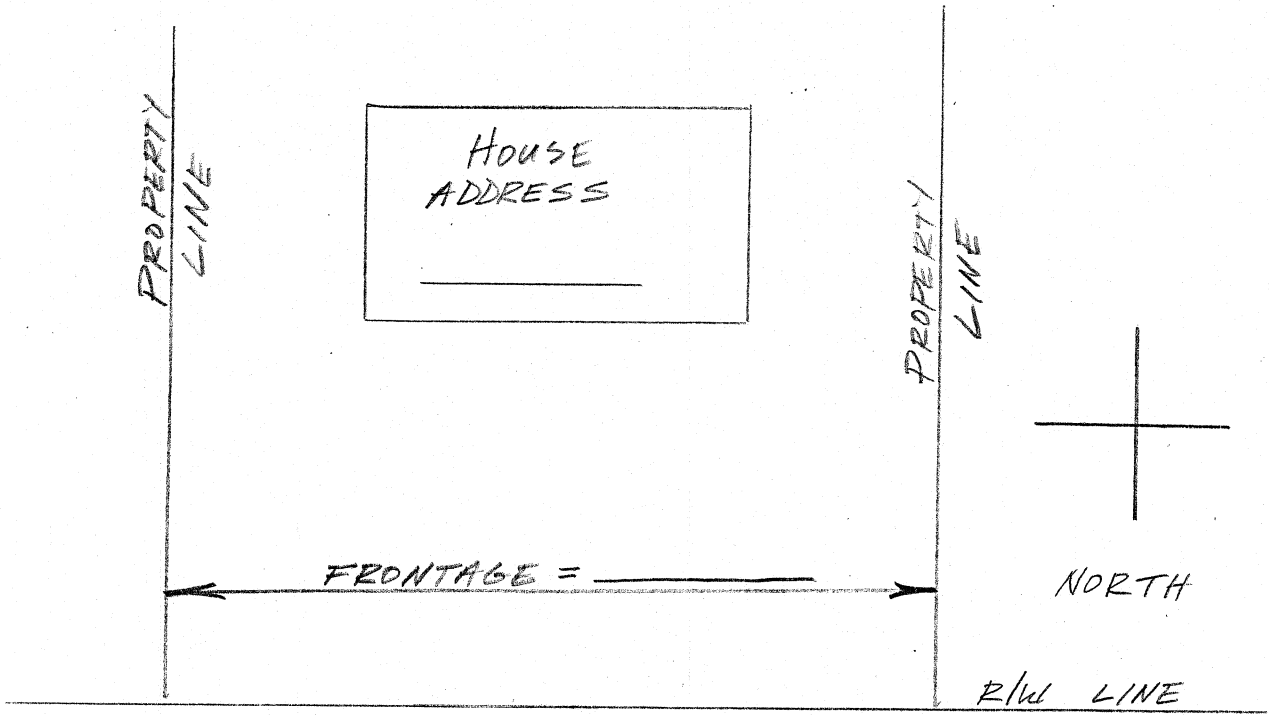 PROPERTY
LINE
HOUSE
ADDRESS
PROPERTY
LINE
FRONTAGE =
NORTH
R/W LINE